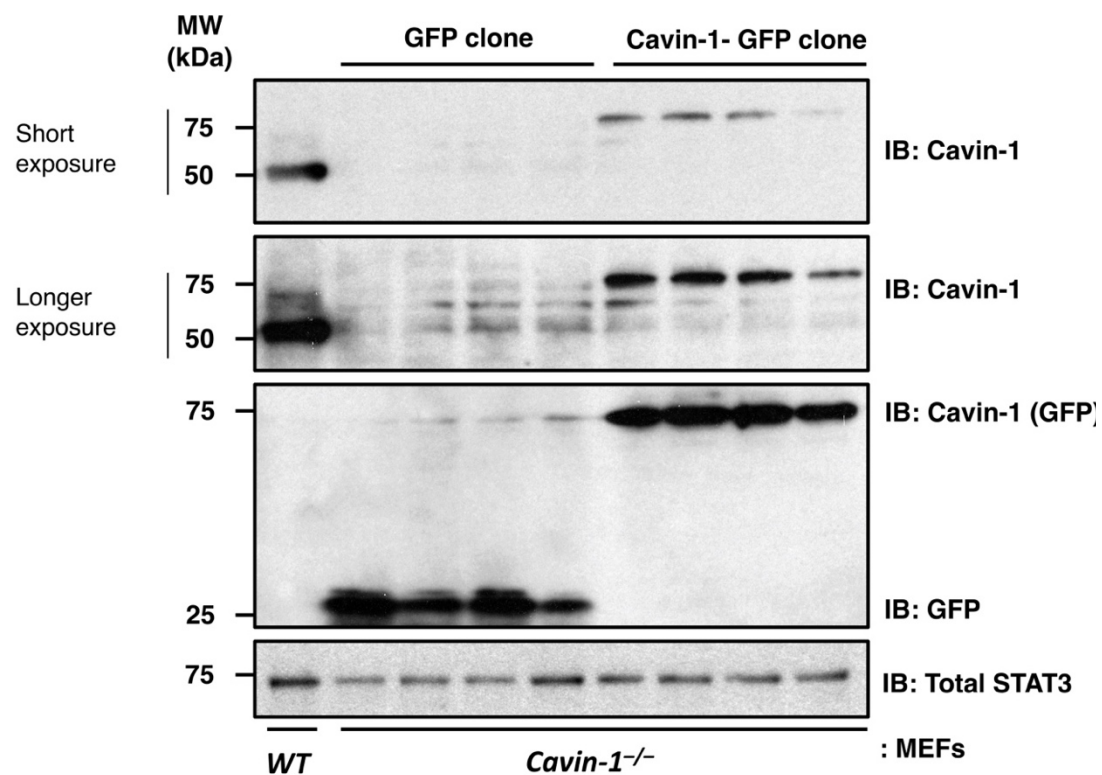 MW
(kDa)
GFP clone
Cavin-1- GFP clone
Short
exposure
75
50
IB: Cavin-1
Longer
exposure
75
50
IB: Cavin-1
75
IB: Cavin-1 (GFP)
25
IB: GFP
75
IB: Total STAT3
WT
Cavin-1–/–
: MEFs